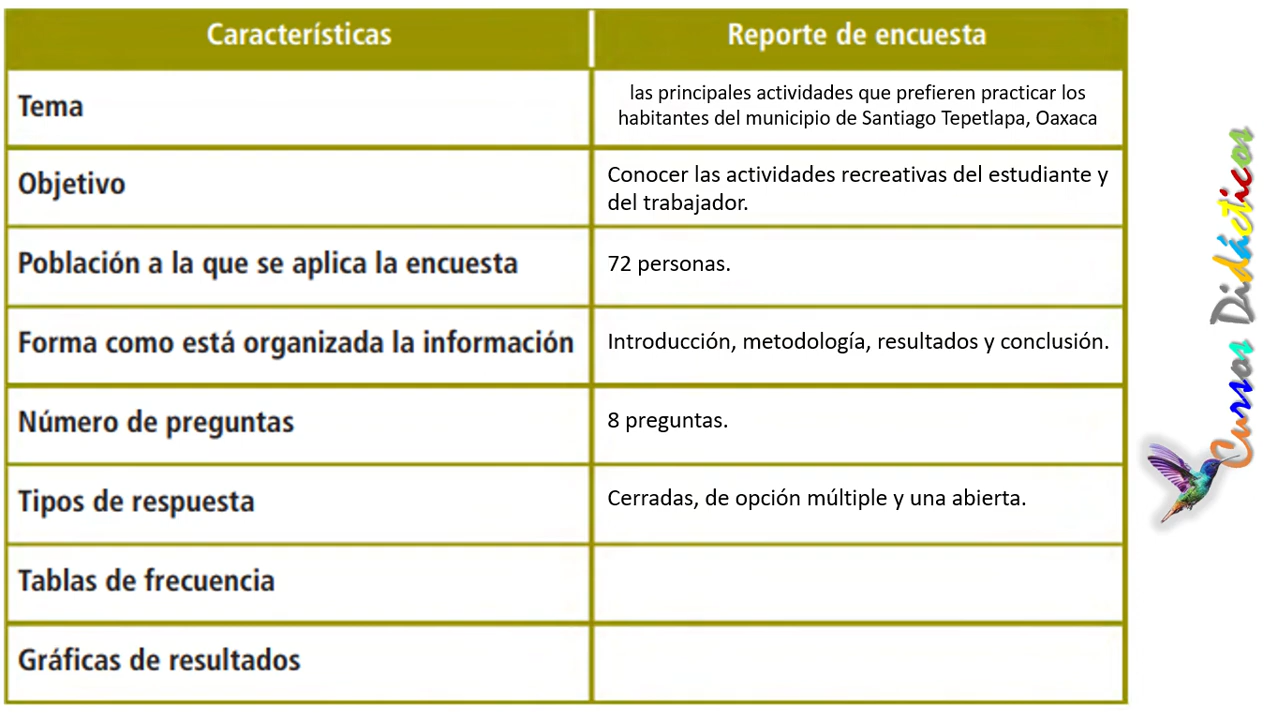 Características
Reporte de encuesta
Tema
las principales actividades que prefieren practicar los
habitantes del municipio de Santiago Tepetlapa, Oaxaca
Objetivo
Conocer las actividades recreativas del estudiante y
del trabajador.
Población a la que se aplica la encuesta
72 personas.
Forma como está organizada la información
Introducción, metodología, resultados y conclusión.
Número de preguntas
8 preguntas.
Tipos de respuesta
Cerradas, de opción múltiple y una abierta.
Tablas de frecuencia
Gráficas de resultados
Cursos Didácticos